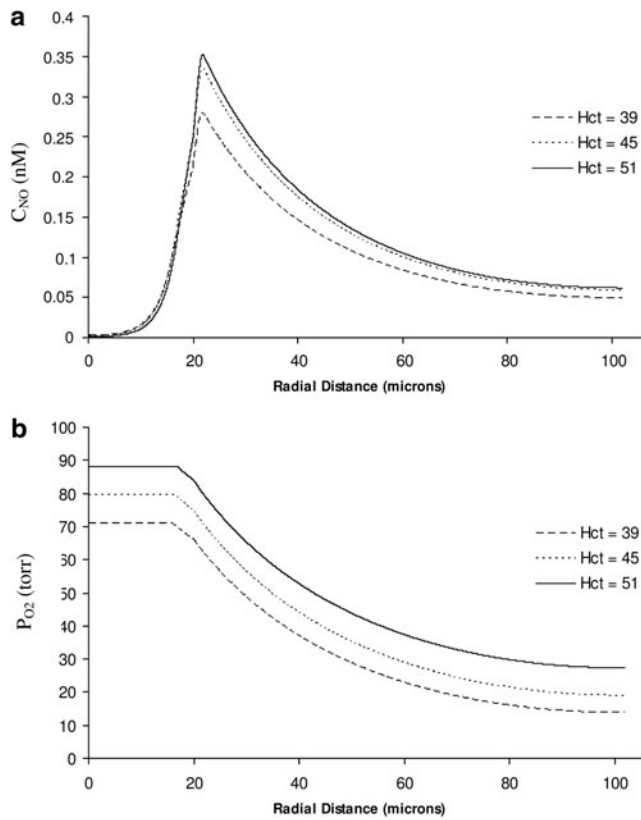 a
0.4
0.35
0.3
0.25
0.2
0.15
0.1
0.05
0
C_NO (nM)
Hct = 39
Hct = 45
Hct = 51
0 20 40 60 80 100
Radial Distance (microns)
b
100
90
80
70
60
50
40
30
20
10
0
P_O2 (torr)
Hct = 39
Hct = 45
Hct = 51
0 20 40 60 80 100
Radial Distance (microns)